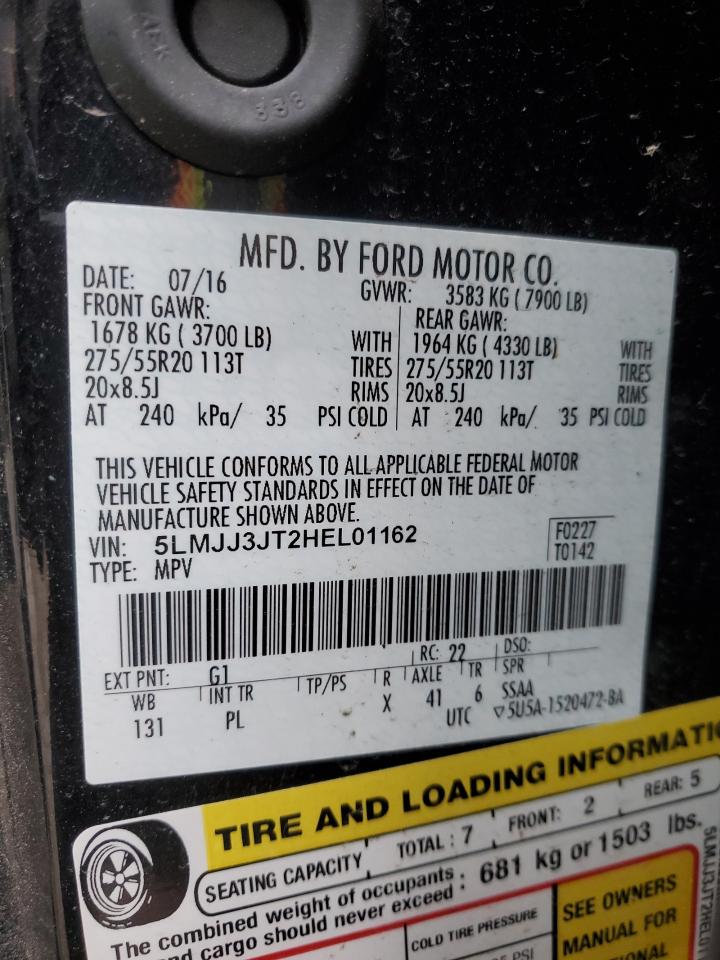 AEK
838
MFD. BY FORD MOTOR CO.
DATE: 07/16
GVWR: 3583 KG ( 7900 LB)
FRONT GAWR:
REAR GAWR:
1678 KG ( 3700 LB) WITH
1964 KG ( 4330 LB) WITH
275/55R20 113T TIRES
275/55R20 113T TIRES
20x8.5J RIMS
20x8.5J RIMS
AT 240 kPa/ 35 PSI COLD
AT 240 kPa/ 35 PSI COLD
THIS VEHICLE CONFORMS TO ALL APPLICABLE FEDERAL MOTOR
VEHICLE SAFETY STANDARDS IN EFFECT ON THE DATE OF
MANUFACTURE SHOWN ABOVE.
VIN: 5LMJJ3JT2HEL01162
F0227
TYPE: MPV
T0142
EXT PNT: G1
RC: 22
DSO:
WB INT TR TP/PS R AXLE TR SPR
131 PL X 41 6 SSAA
UTC ▽5U5A-1520472-BA
TIRE AND LOADING INFORMATI
SEATING CAPACITY TOTAL : 7 FRONT: 2 REAR: 5
The combined weight of occupants
and cargo should never exceed : 681 kg or 1503 lbs.
COLD TIRE PRESSURE
SEE OWNERS
MANUAL FOR
PSI
5LMJJ3JT2HEL0